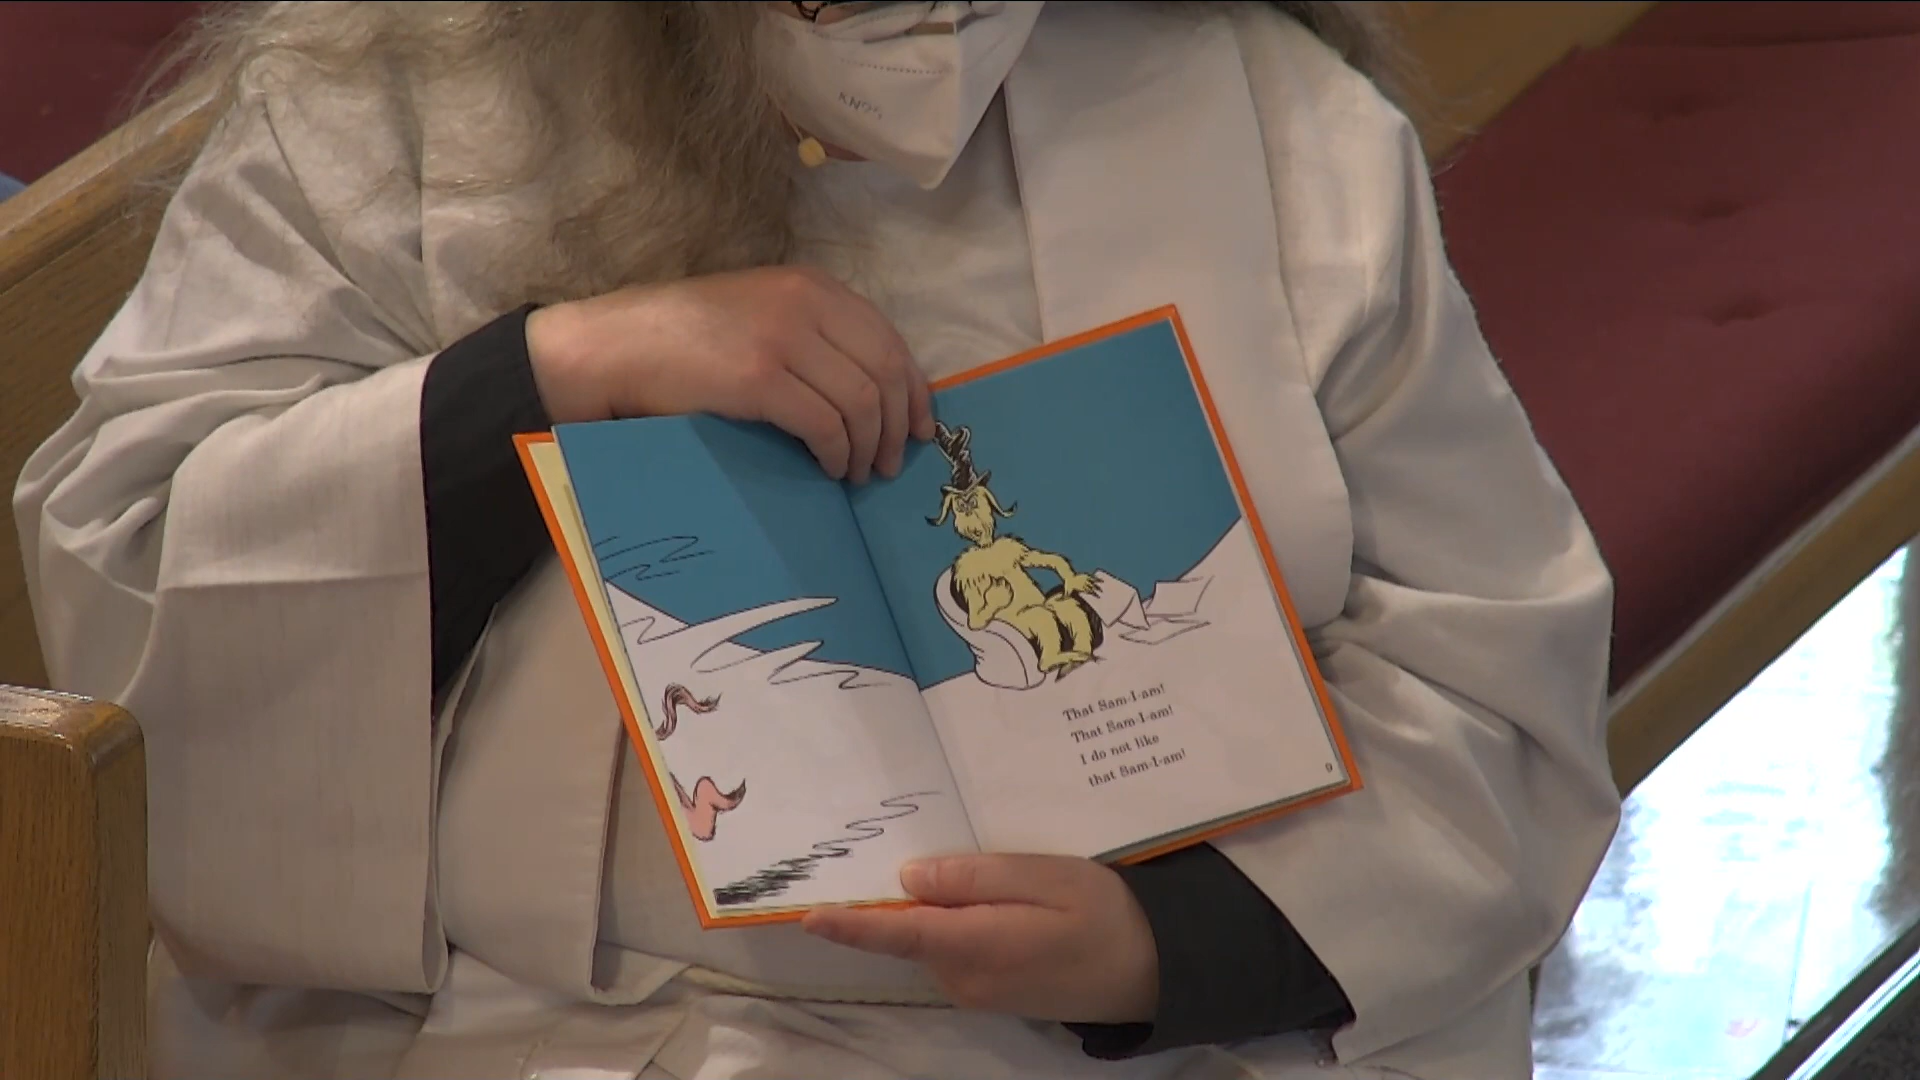 KN95
That Sam-I-am!
That Sam-I-am!
I do not like
that Sam-I-am!
9